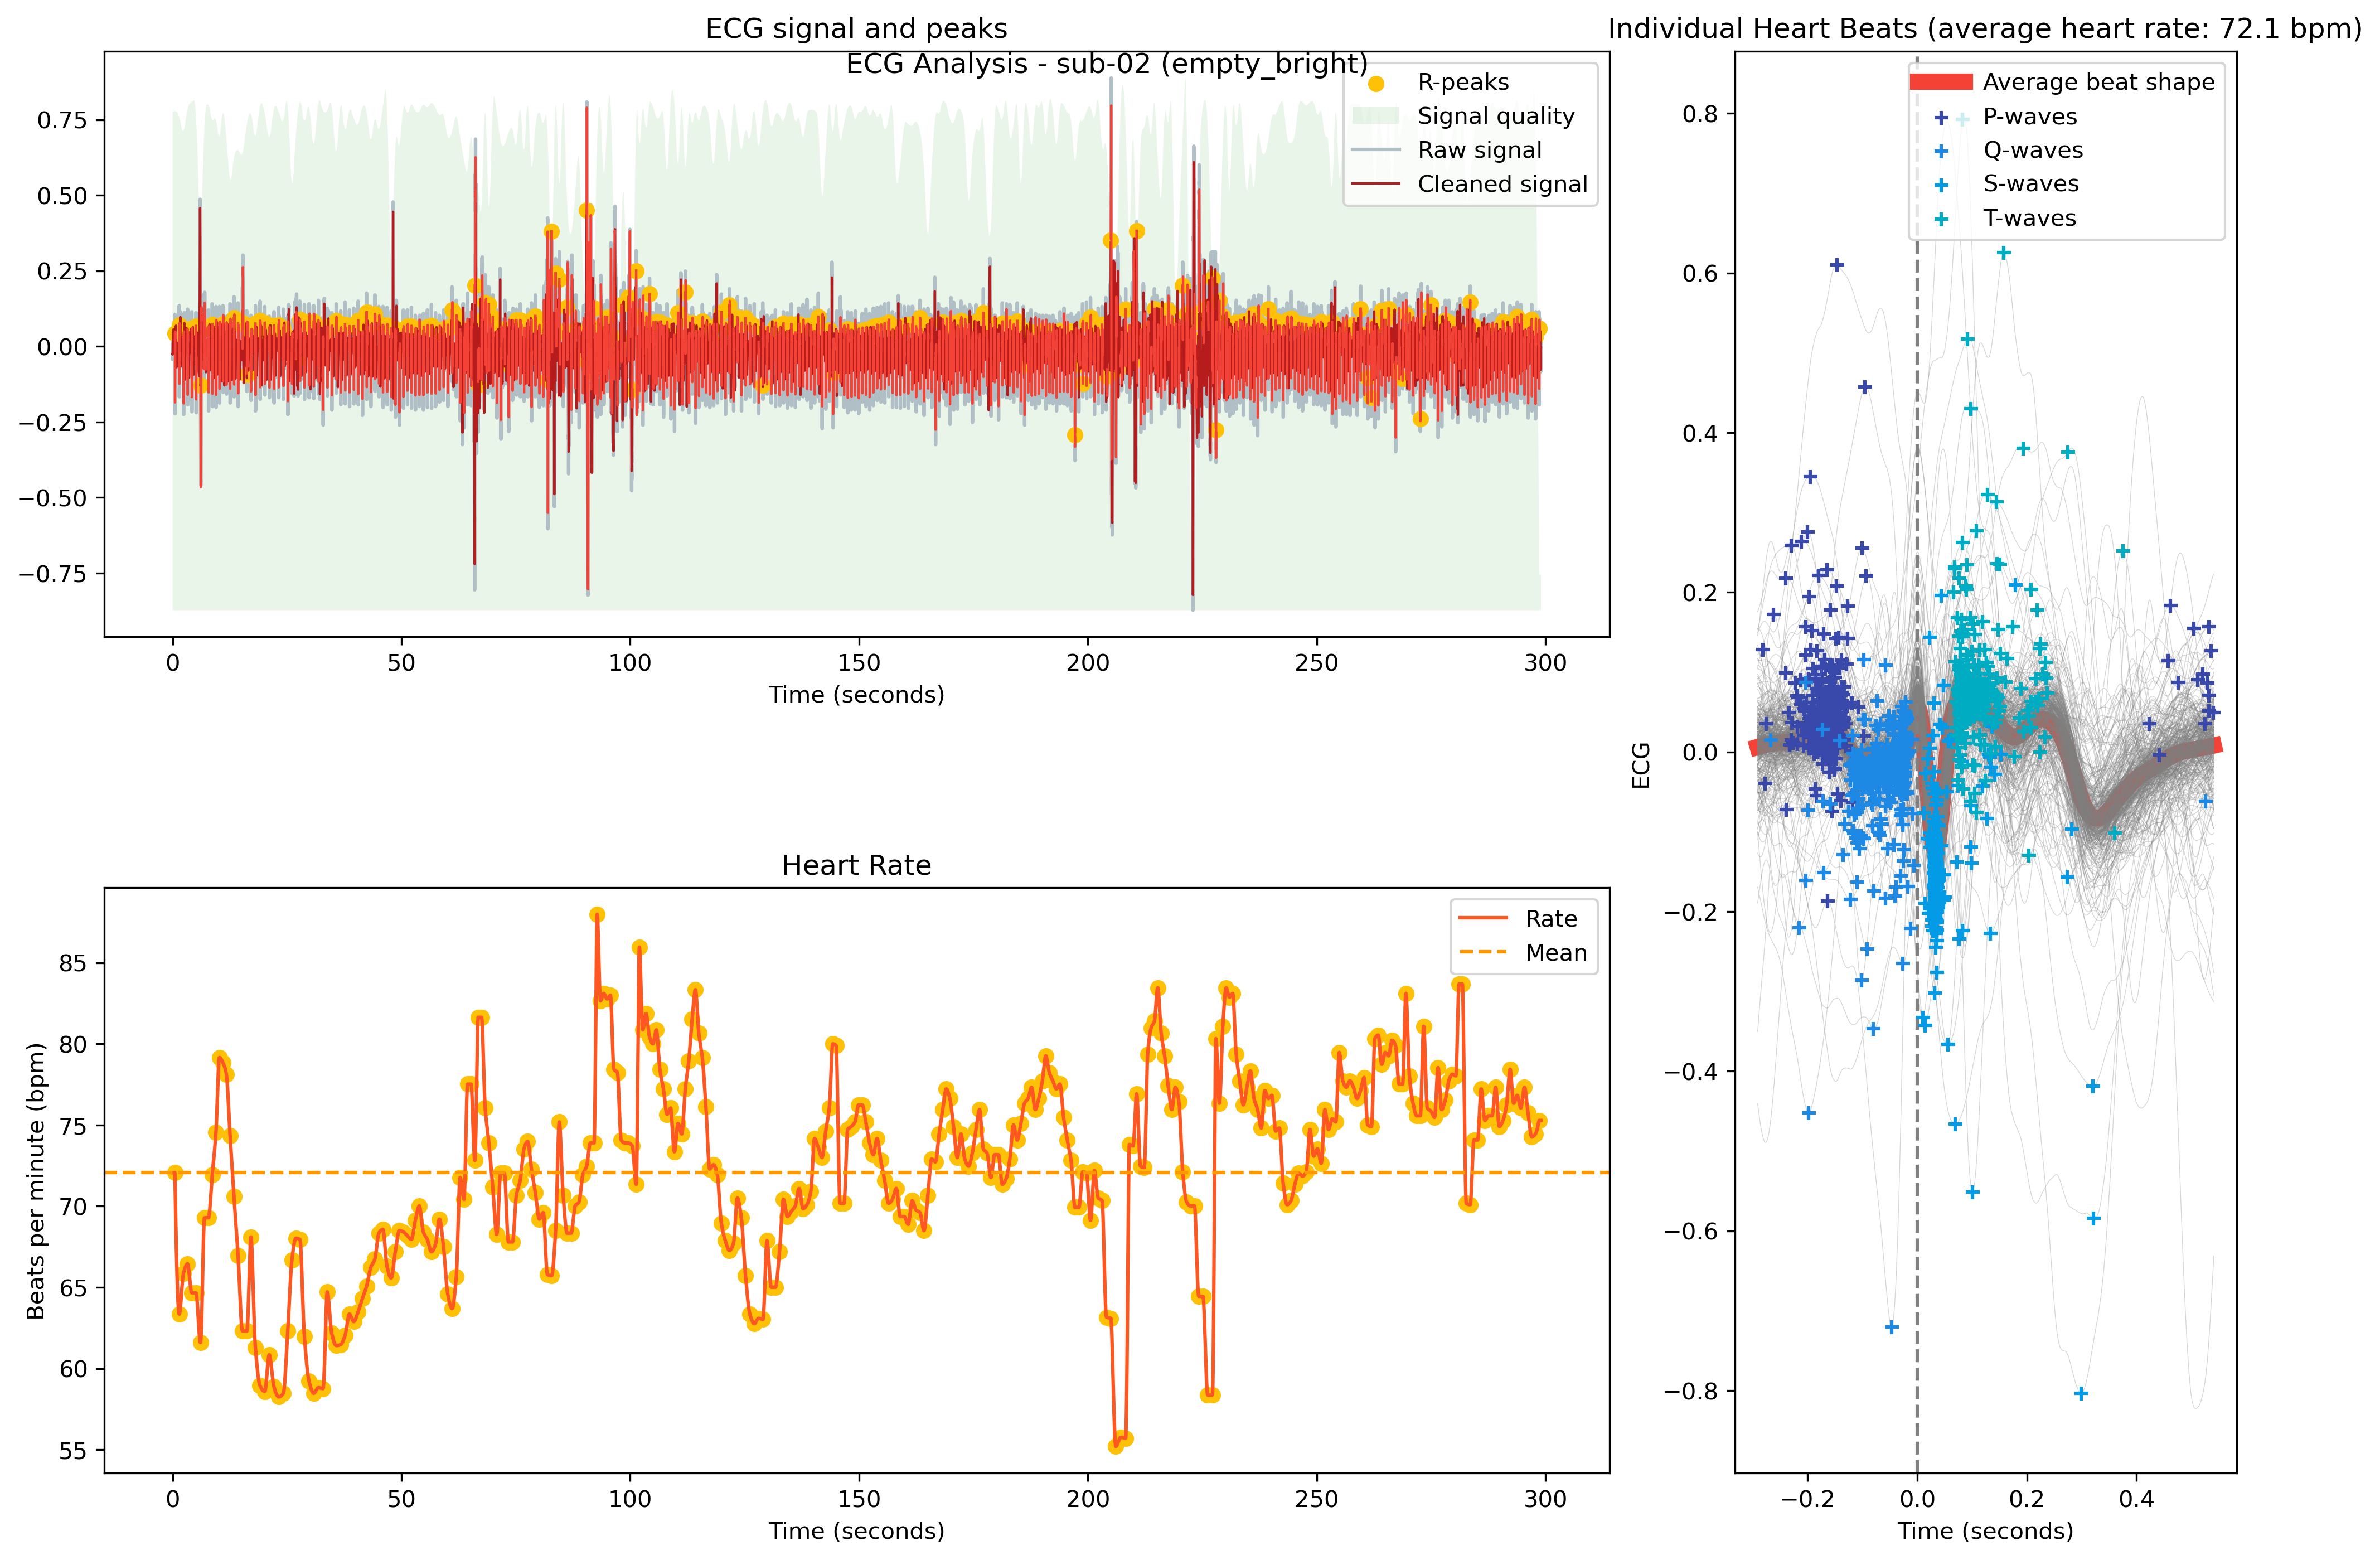 ECG signal and peaks
ECG Analysis - sub-02 (empty_bright)
R-peaks
Signal quality
Raw signal
Cleaned signal
0.75
0.50
0.25
0.00
−0.25
−0.50
−0.75
0 50 100 150 200 250 300
Time (seconds)
Heart Rate
Rate
Mean
Beats per minute (bpm)
85
80
75
70
65
60
55
0 50 100 150 200 250 300
Time (seconds)
Individual Heart Beats (average heart rate: 72.1 bpm)
Average beat shape
P-waves
Q-waves
S-waves
T-waves
ECG
0.8
0.6
0.4
0.2
0.0
−0.2
−0.4
−0.6
−0.8
−0.2 0.0 0.2 0.4
Time (seconds)